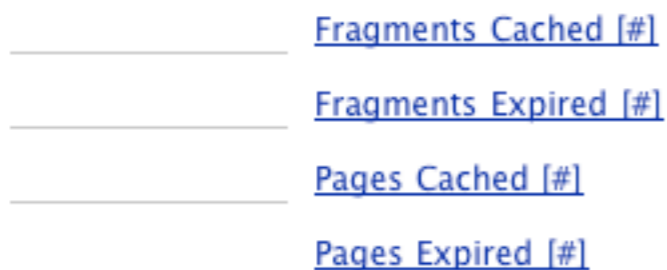 Fragments Cached [#]
Fragments Expired [#]
Pages Cached [#]
Pages Expired [#]